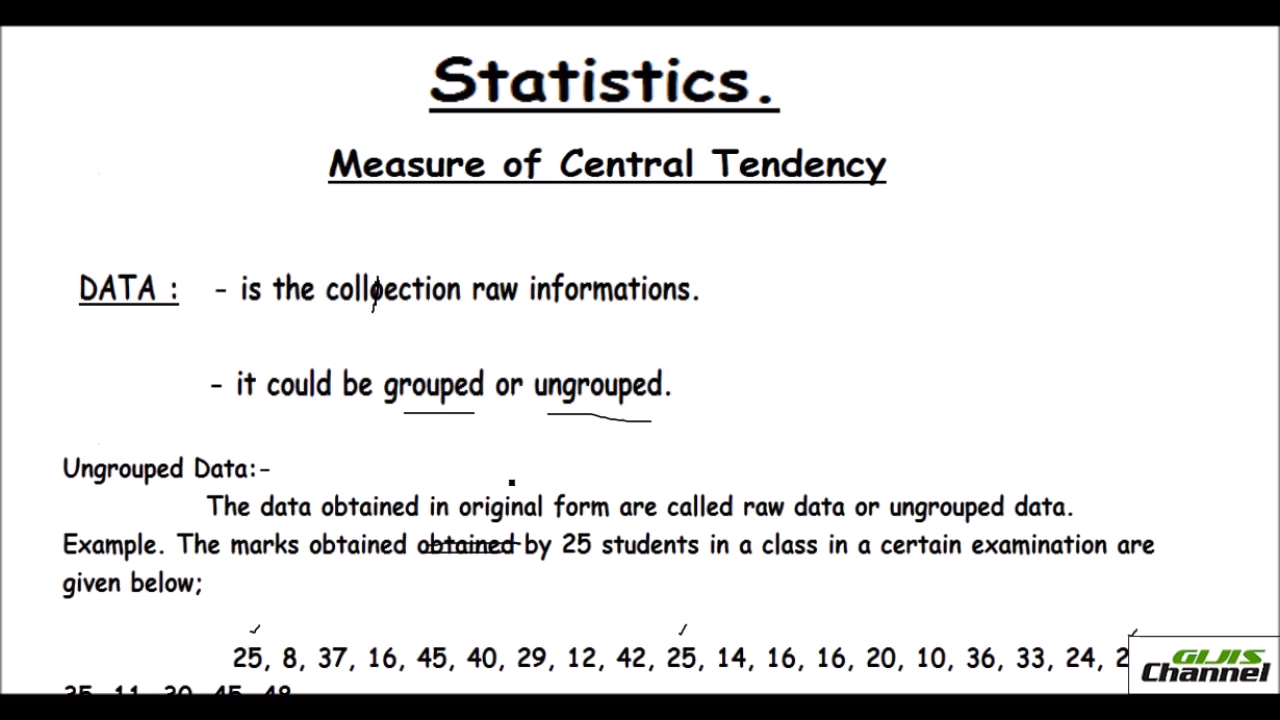 Statistics.
Measure of Central Tendency
DATA : - is the colloection raw informations.
- it could be grouped or ungrouped.
Ungrouped Data:-
The data obtained in original form are called raw data or ungrouped data.
Example. The marks obtained obtained by 25 students in a class in a certain examination are
given below;
25, 8, 37, 16, 45, 40, 29, 12, 42, 25, 14, 16, 16, 20, 10, 36, 33, 24,
GIJIS
Channel